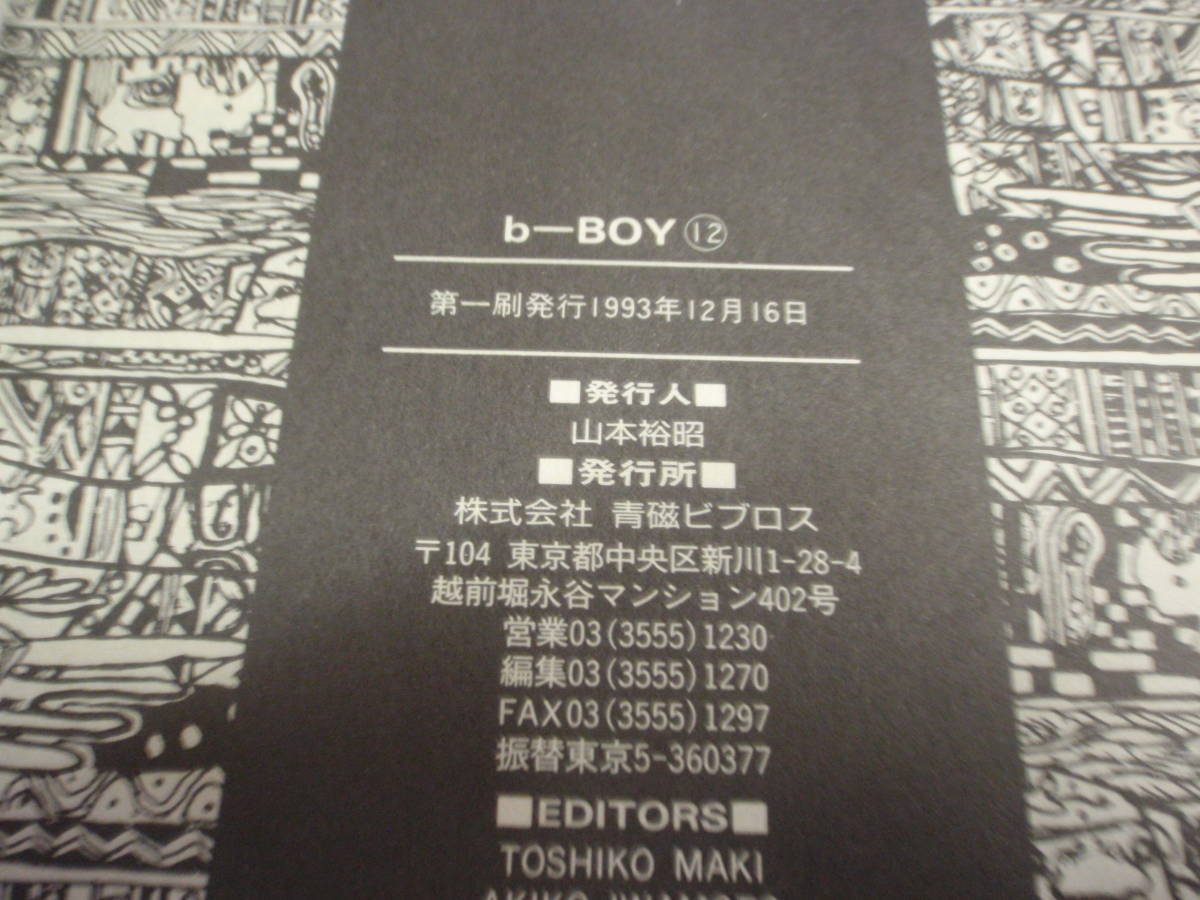 b—BOY⑫
第一刷発行1993年12月16日
■発行人■
山本裕昭
■発行所■
株式会社 青磁ビブロス
〒104 東京都中央区新川1-28-4
越前堀永谷マンション402号
営業03(3555)1230
編集03(3555)1270
FAX03(3555)1297
振替東京5-360377
■EDITORS■
TOSHIKO MAKI
AKIKO